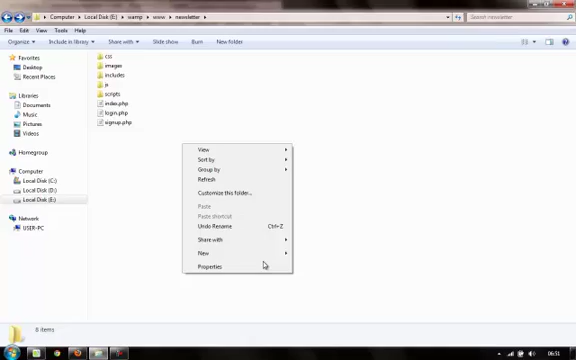 Computer ▸ Local Disk (E:) ▸ wamp ▸ www ▸ newsletter
Search newsletter
File Edit View Tools Help
Organize Include in library Share with Slide show Burn New folder
Favorites
Desktop
Recent Places
Libraries
Documents
Music
Pictures
Videos
Homegroup
Computer
Local Disk (C:)
Local Disk (D:)
Local Disk (E:)
Network
USER-PC
css
images
includes
js
scripts
index.php
login.php
signup.php
View
Sort by
Group by
Refresh
Customize this folder...
Paste
Paste shortcut
Undo Rename Ctrl+Z
Share with
New
Properties
8 items
06:51